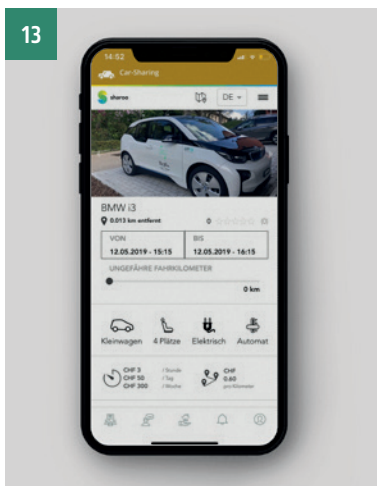 13
14:52
Car-Sharing
sharoo
DE
BMW i3
0.013 km entfernt
VON
BIS
12.05.2019 - 15:15
12.05.2019 - 16:15
UNGEFÄHRE FAHRKILOMETER
0 km
Kleinwagen 4 Plätze Elektrisch Automat
CHF 3 / Stunde
CHF 50 / Tag
CHF 300 / Woche
CHF
0.60
pro Kilometer